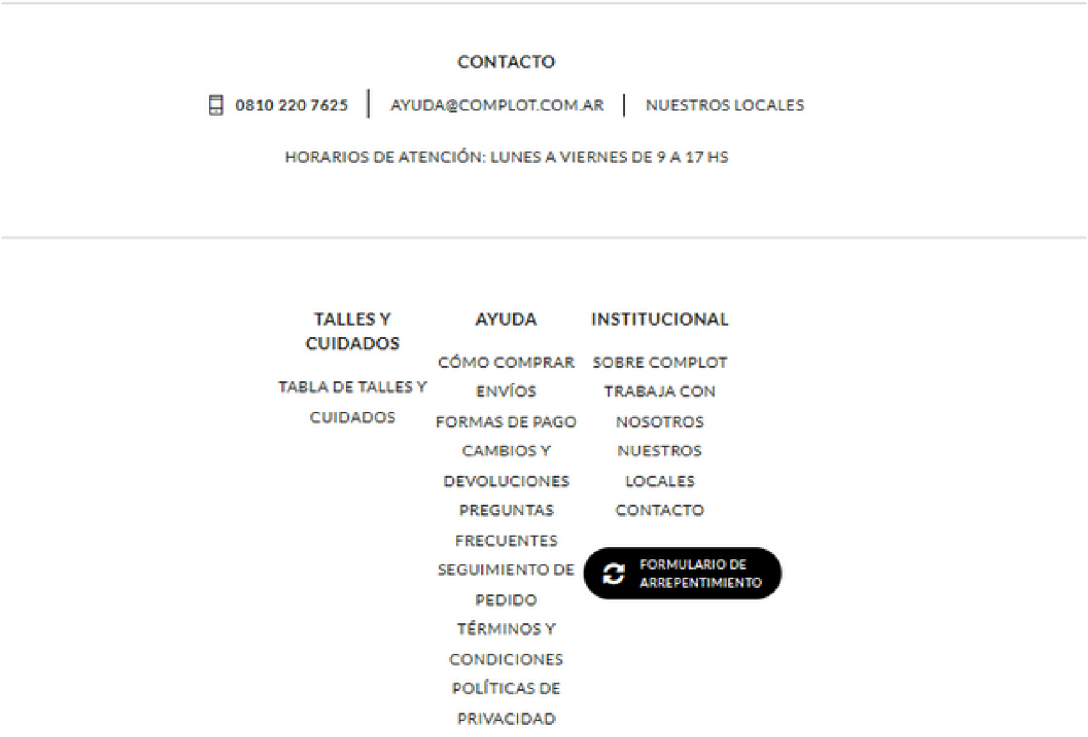 CONTACTO
0810 220 7625 | AYUDA@COMPLOT.COM.AR | NUESTROS LOCALES
HORARIOS DE ATENCIÓN: LUNES A VIERNES DE 9 A 17 HS
TALLES Y
CUIDADOS
TABLA DE TALLES Y
CUIDADOS
AYUDA
CÓMO COMPRAR
ENVÍOS
FORMAS DE PAGO
CAMBIOS Y
DEVOLUCIONES
PREGUNTAS
FRECUENTES
SEGUIMIENTO DE
PEDIDO
TÉRMINOS Y
CONDICIONES
POLÍTICAS DE
PRIVACIDAD
INSTITUCIONAL
SOBRE COMPLOT
TRABAJA CON
NOSOTROS
NUESTROS
LOCALES
CONTACTO
FORMULARIO DE
ARREPENTIMIENTO